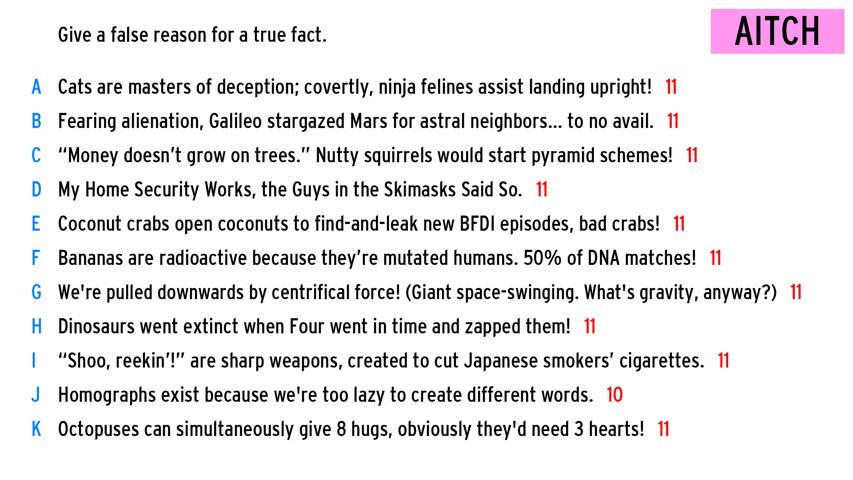 Give a false reason for a true fact.
AITCH
A Cats are masters of deception; covertly, ninja felines assist landing upright! 11
B Fearing alienation, Galileo stargazed Mars for astral neighbors... to no avail. 11
C “Money doesn’t grow on trees.” Nutty squirrels would start pyramid schemes! 11
D My Home Security Works, the Guys in the Skimasks Said So. 11
E Coconut crabs open coconuts to find-and-leak new BFDI episodes, bad crabs! 11
F Bananas are radioactive because they’re mutated humans. 50% of DNA matches! 11
G We're pulled downwards by centrifical force! (Giant space-swinging. What's gravity, anyway?) 11
H Dinosaurs went extinct when Four went in time and zapped them! 11
I “Shoo, reekin’!” are sharp weapons, created to cut Japanese smokers’ cigarettes. 11
J Homographs exist because we're too lazy to create different words. 10
K Octopuses can simultaneously give 8 hugs, obviously they'd need 3 hearts! 11